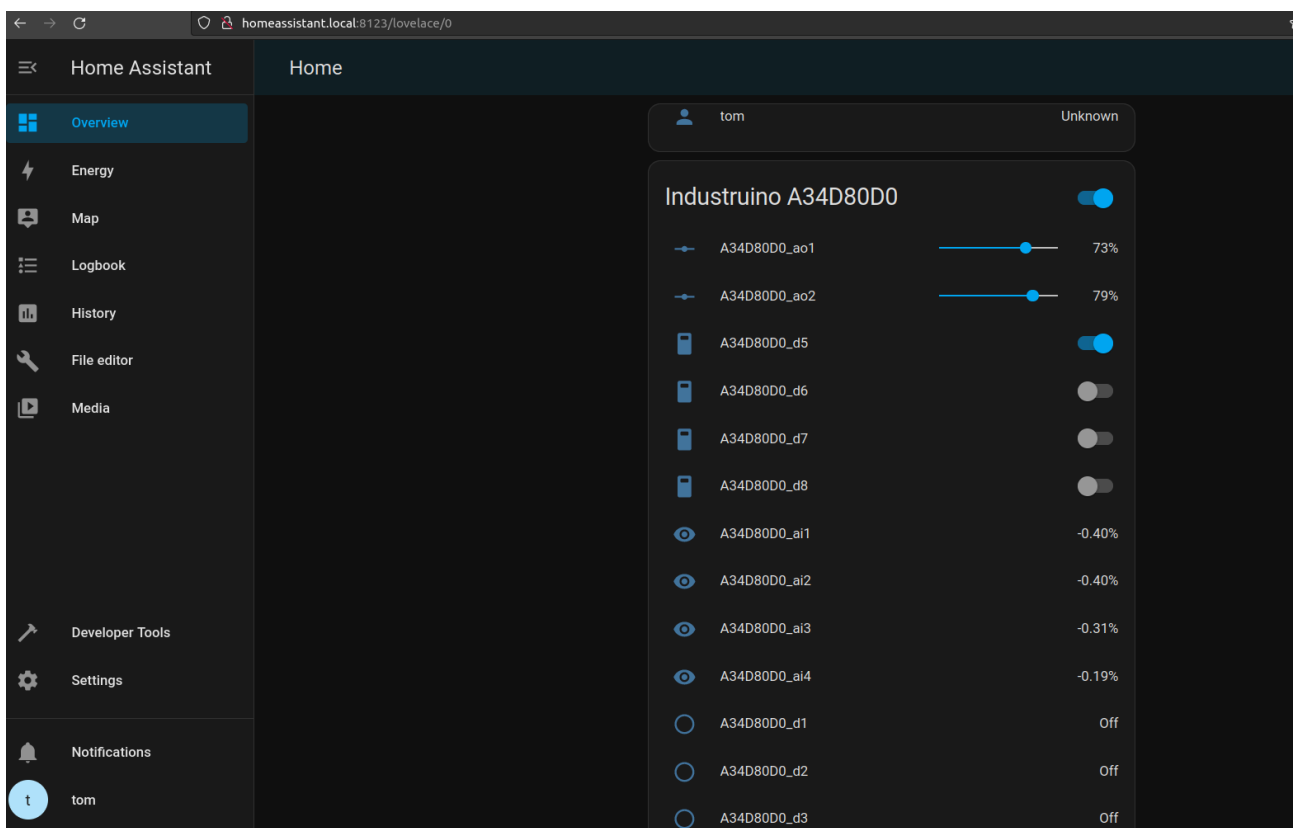 homeassistant.local:8123/lovelace/0
Home Assistant
Home
Overview
Energy
Map
Logbook
History
File editor
Media
Developer Tools
Settings
Notifications
t tom
tom Unknown
Industruino A34D80D0
A34D80D0_ao1 73%
A34D80D0_ao2 79%
A34D80D0_d5
A34D80D0_d6
A34D80D0_d7
A34D80D0_d8
A34D80D0_ai1 -0.40%
A34D80D0_ai2 -0.40%
A34D80D0_ai3 -0.31%
A34D80D0_ai4 -0.19%
A34D80D0_d1 Off
A34D80D0_d2 Off
A34D80D0_d3 Off